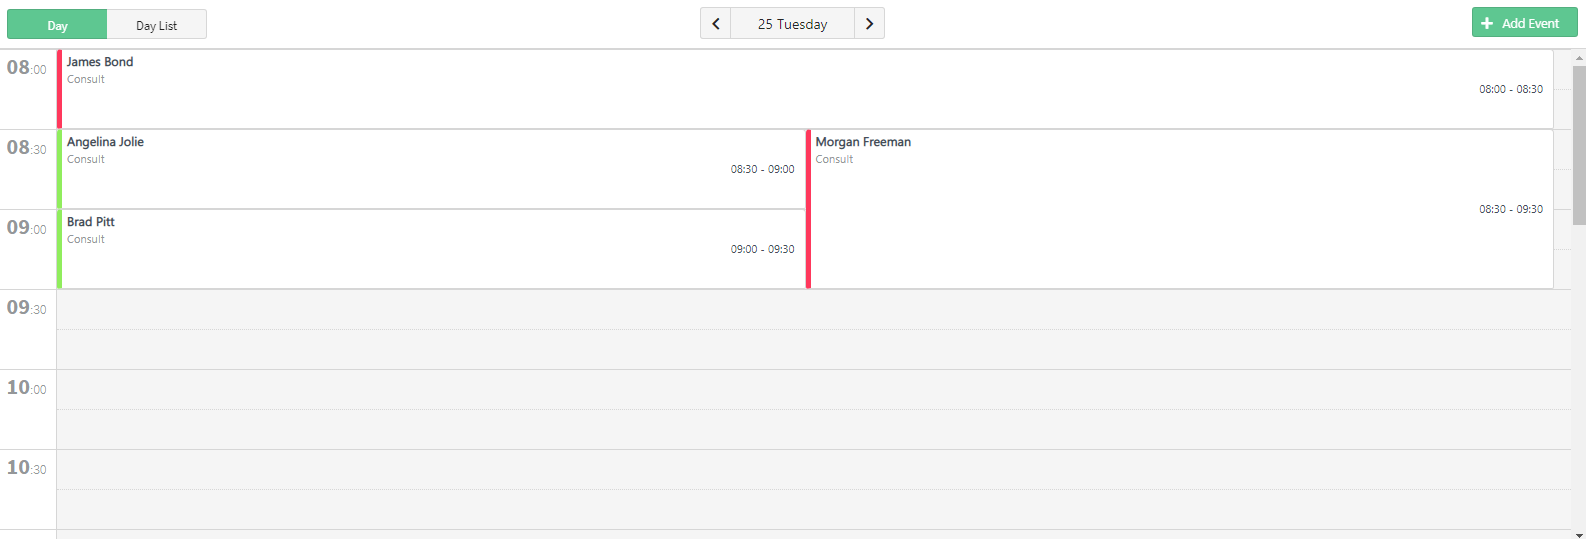 Day
Day List
25 Tuesday
Add Event
08:00
James Bond
Consult
08:00 - 08:30
08:30
Angelina Jolie
Consult
08:30 - 09:00
Morgan Freeman
Consult
08:30 - 09:30
09:00
Brad Pitt
Consult
09:00 - 09:30
09:30
10:00
10:30